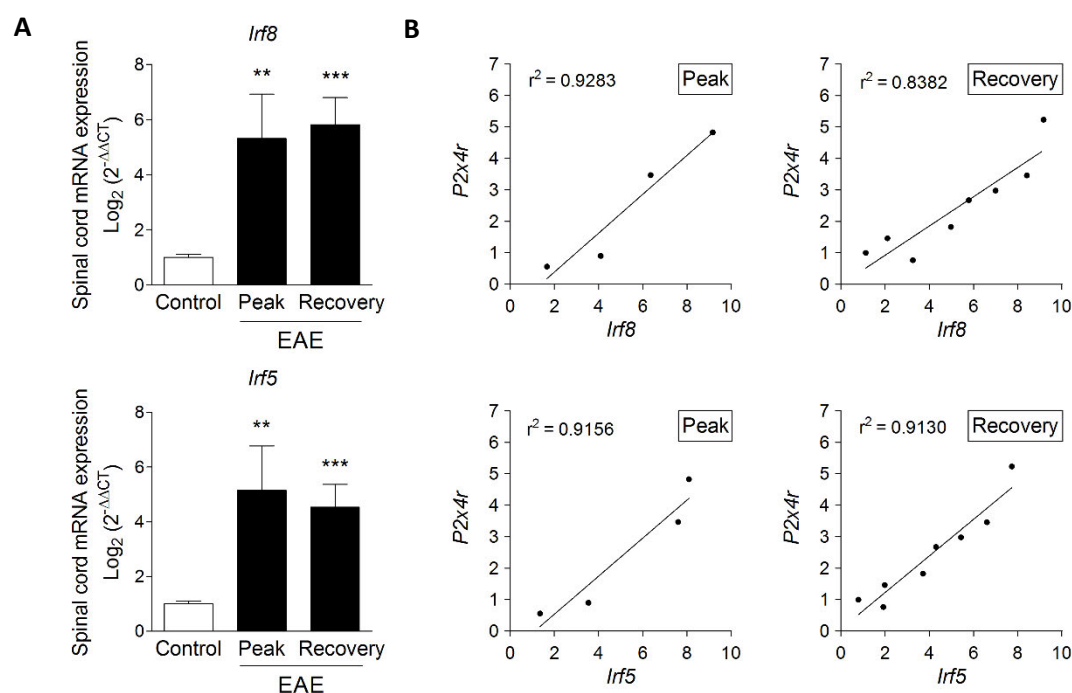 A
Irf8
Spinal cord mRNA expression
Log₂ (2^-ΔΔCT)
8
6
4
2
0
**
***
Control Peak Recovery
EAE
Irf5
Spinal cord mRNA expression
Log₂ (2^-ΔΔCT)
8
6
4
2
0
**
***
Control Peak Recovery
EAE
B
r² = 0.9283
Peak
P2x4r
7
6
5
4
3
2
1
0
0 2 4 6 8 10
Irf8
r² = 0.8382
Recovery
P2x4r
7
6
5
4
3
2
1
0
0 2 4 6 8 10
Irf8
r² = 0.9156
Peak
P2x4r
7
6
5
4
3
2
1
0
0 2 4 6 8 10
Irf5
r² = 0.9130
Recovery
P2x4r
7
6
5
4
3
2
1
0
0 2 4 6 8 10
Irf5